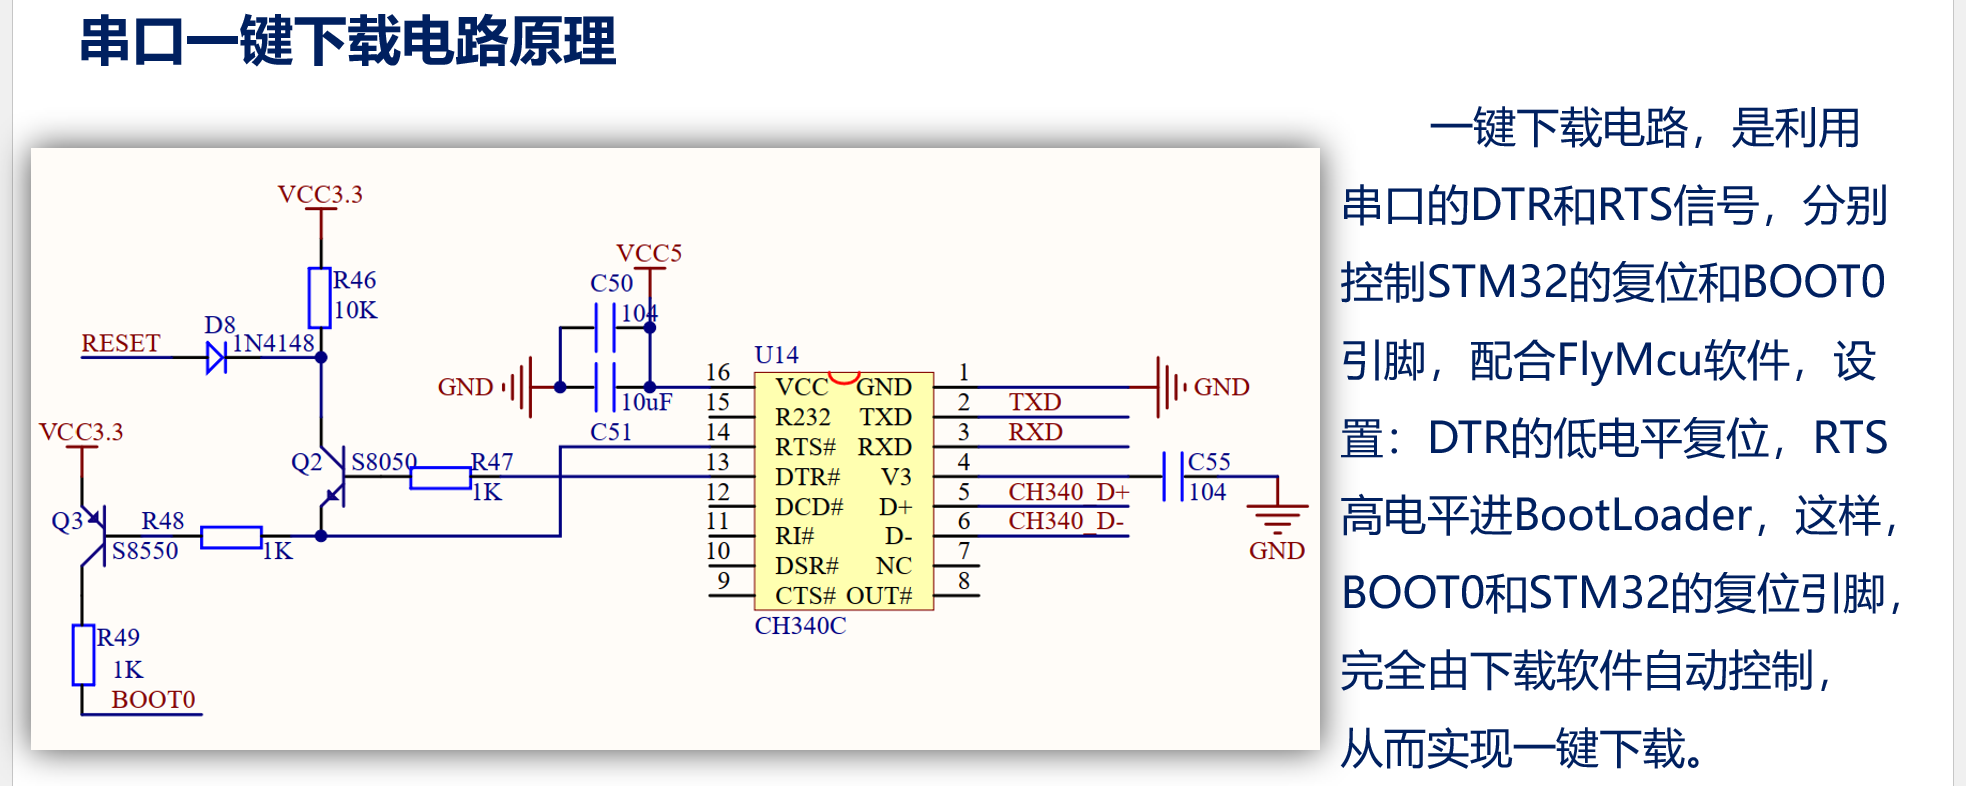 串口一键下载电路原理
一键下载电路，是利用
串口的DTR和RTS信号，分别
控制STM32的复位和BOOT0
引脚，配合FlyMcu软件，设
置：DTR的低电平复位，RTS
高电平进BootLoader，这样，
BOOT0和STM32的复位引脚，
完全由下载软件自动控制，
从而实现一键下载。
VCC3.3
R46
10K
RESET
D8
1N4148
VCC5
C50
104
GND
10uF
C51
U14
16 VCC GND 1
15 R232 TXD 2
14 RTS# RXD 3
13 DTR# V3 4
12 DCD# D+ 5
11 RI# D- 6
10 DSR# NC 7
9 CTS# OUT# 8
CH340C
GND
TXD
RXD
C55
104
CH340_D+
CH340_D-
GND
VCC3.3
Q2
S8050
R47
1K
Q3
S8550
R48
1K
R49
1K
BOOT0